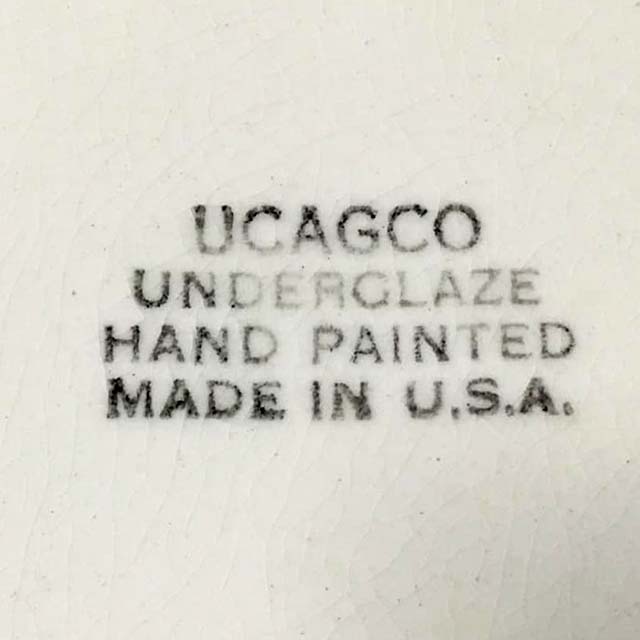 UCAGCO
UNDERGLAZE
HAND PAINTED
MADE IN U.S.A.